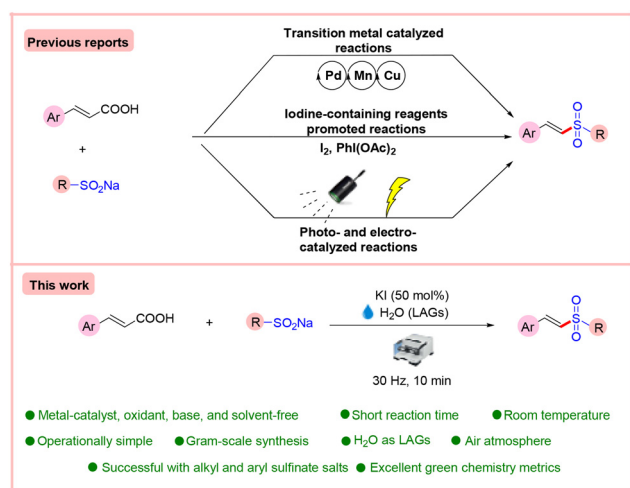 Previous reports
Transition metal catalyzed
reactions
Pd Mn Cu
Ar COOH
+
R SO₂Na
Iodine-containing reagents
promoted reactions
I₂, PhI(OAc)₂
Photo- and electro-
catalyzed reactions
O
Ar S R
O
This work
Ar COOH + R SO₂Na
KI (50 mol%)
H₂O (LAGs)
30 Hz, 10 min
O
Ar S R
O
Metal-catalyst, oxidant, base, and solvent-free
Short reaction time
Room temperature
Operationally simple
Gram-scale synthesis
H₂O as LAGs
Air atmosphere
Successful with alkyl and aryl sulfinate salts
Excellent green chemistry metrics